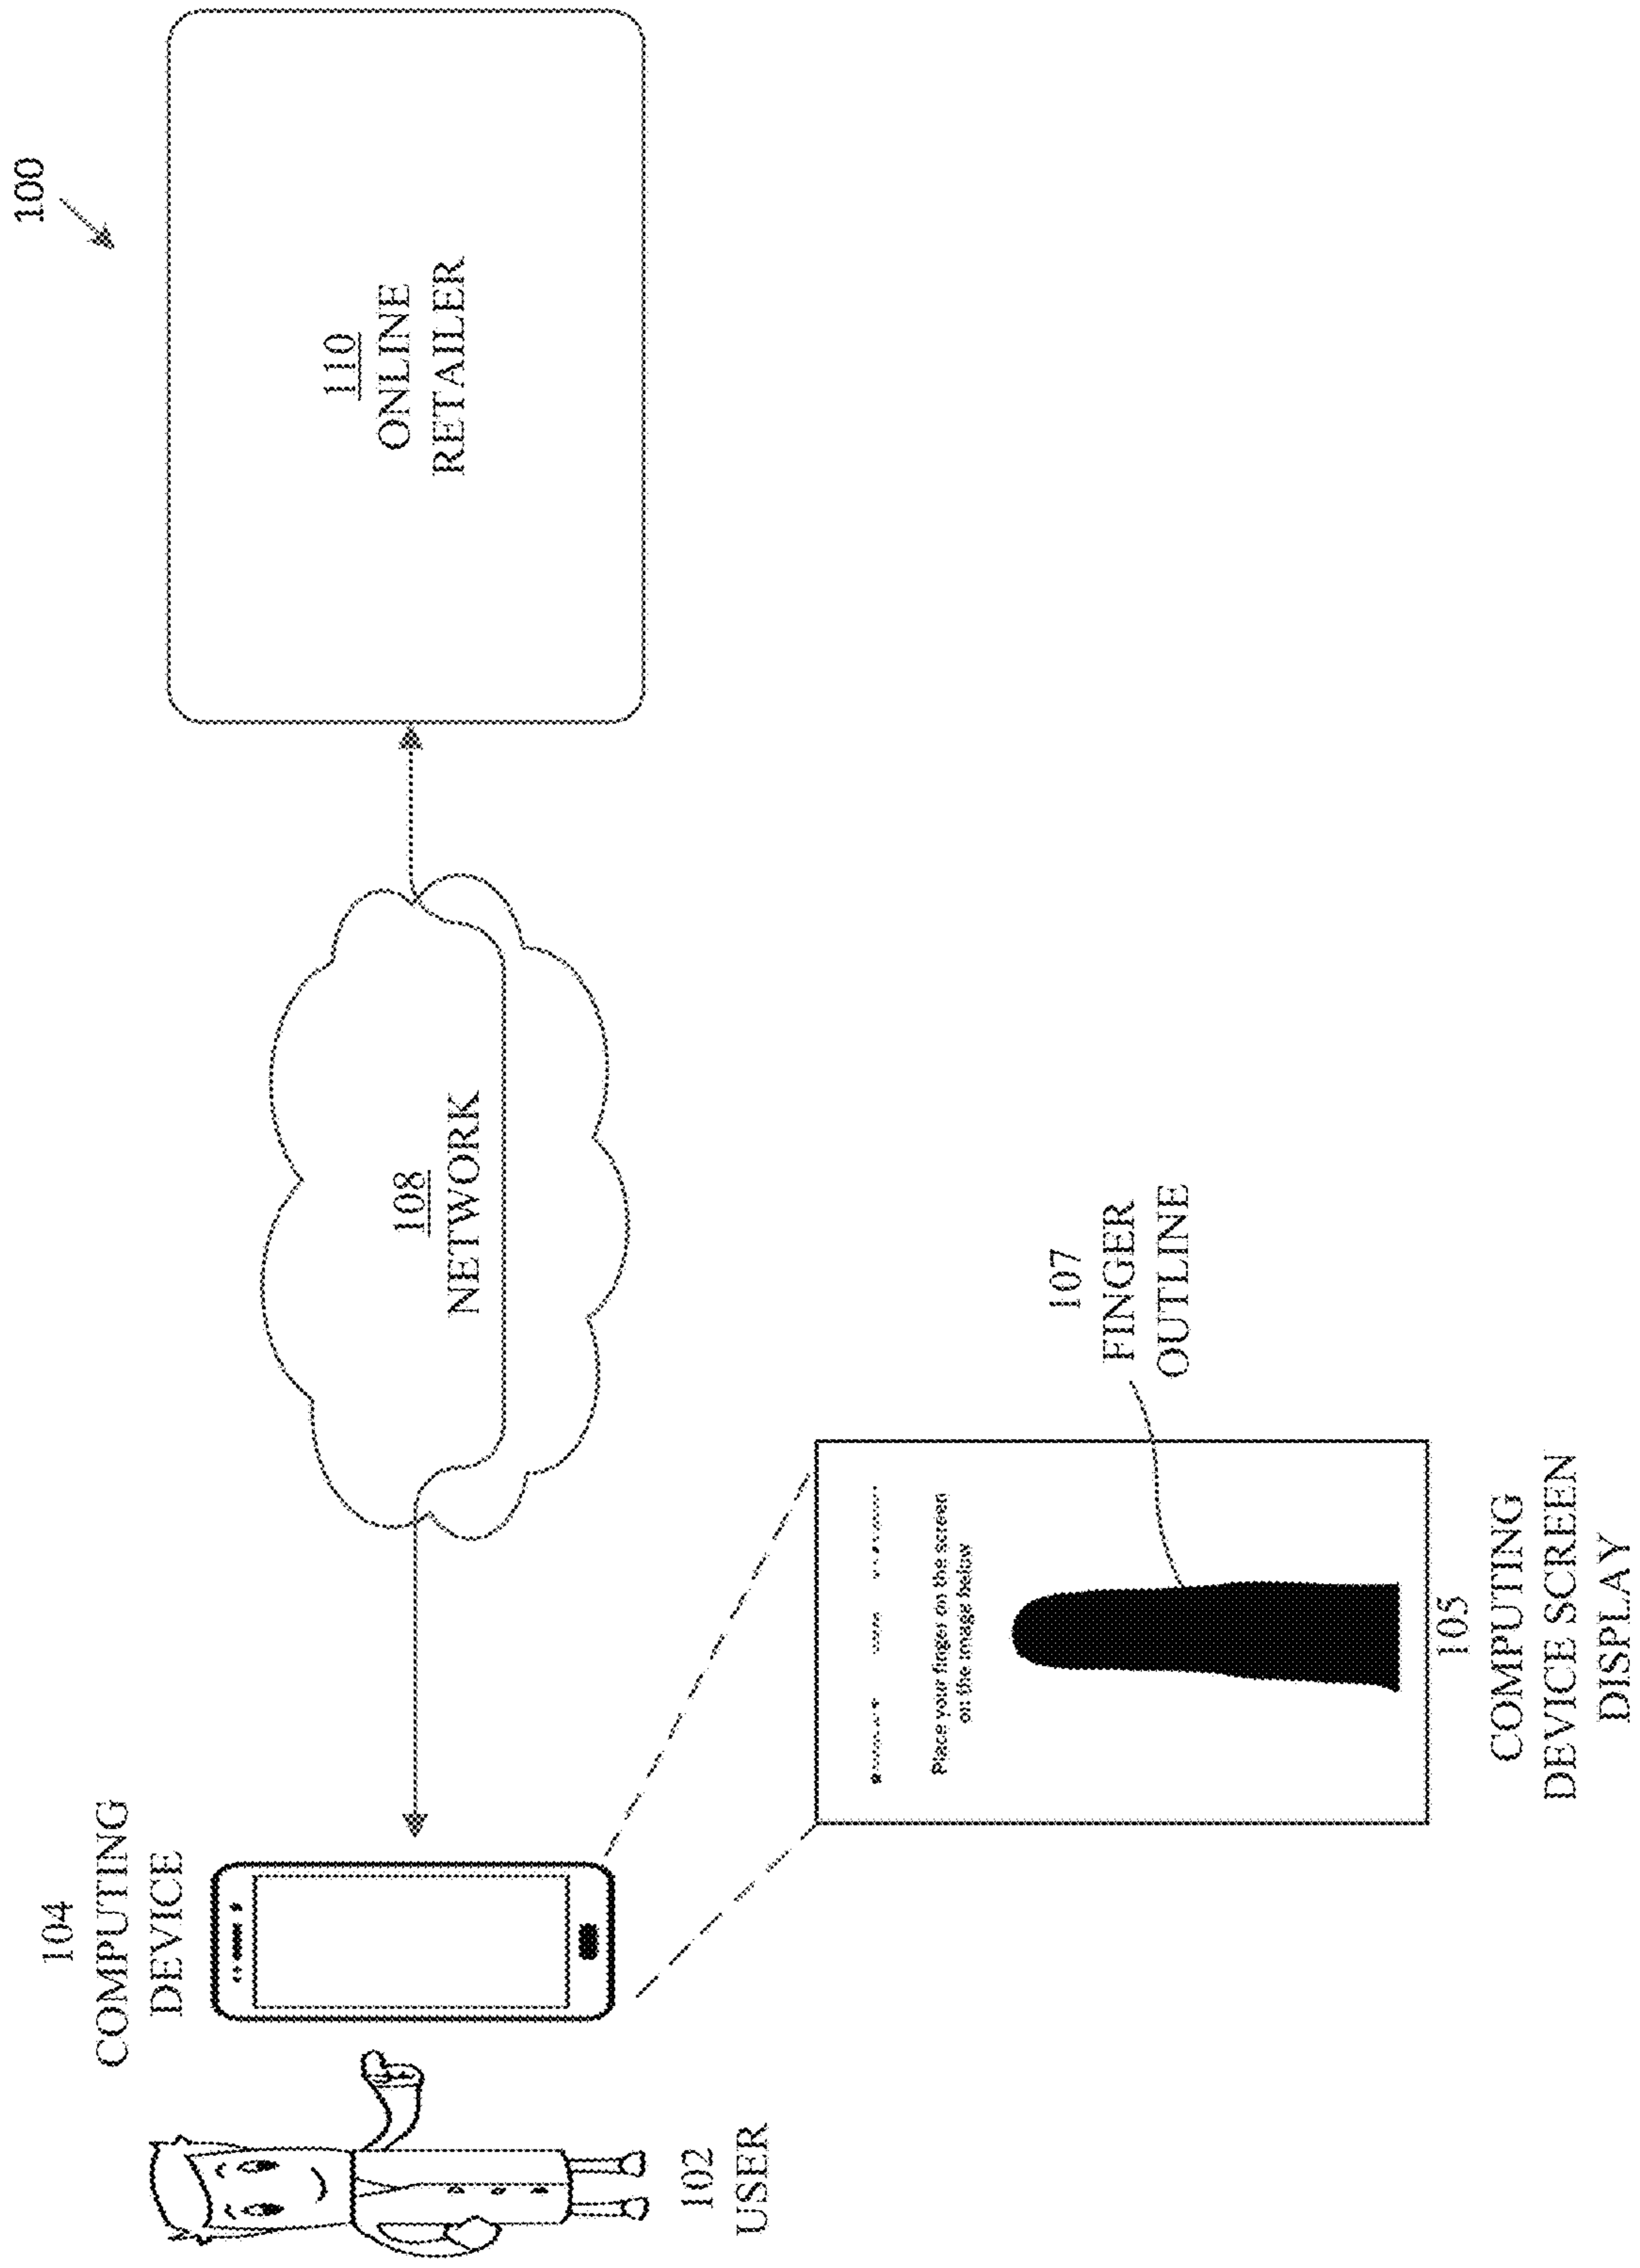 100
104
COMPUTING
DEVICE
110
ONLINE
RETAILER
108
NETWORK
102
USER
107
FINGER
OUTLINE
Place your finger on the screen
on the image below
105
COMPUTING
DEVICE SCREEN
DISPLAY